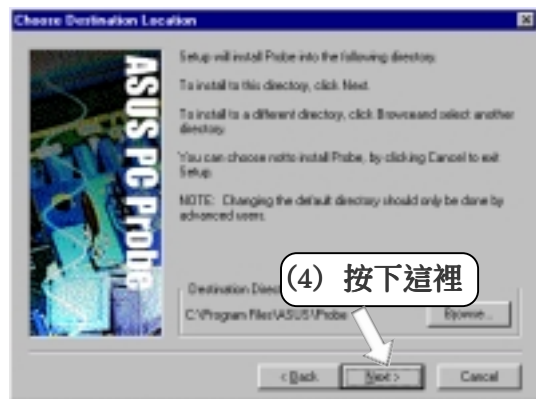 Choose Destination Location
ASUS PC Probe
Setup will install Probe into the following directory.
To install to this directory, click Next.
To install to a different directory, click Browse and select another
directory.
You can choose not to install Probe, by clicking Cancel to exit
Setup.
NOTE: Changing the default directory should only be done by
advanced users.
(4) 按下這裡
Destination Direc
C:\Program Files\ASUS\Probe
Browse...
< Back
Next >
Cancel